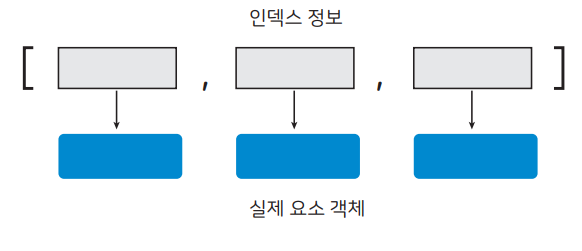 인덱스 정보
[ , , ]
실제 요소 객체